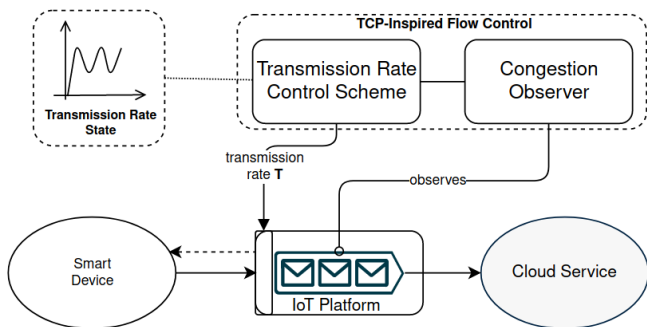 TCP-Inspired Flow Control
Transmission Rate
State
Transmission Rate
Control Scheme
Congestion
Observer
transmission
rate T
observes
Smart
Device
IoT Platform
Cloud Service